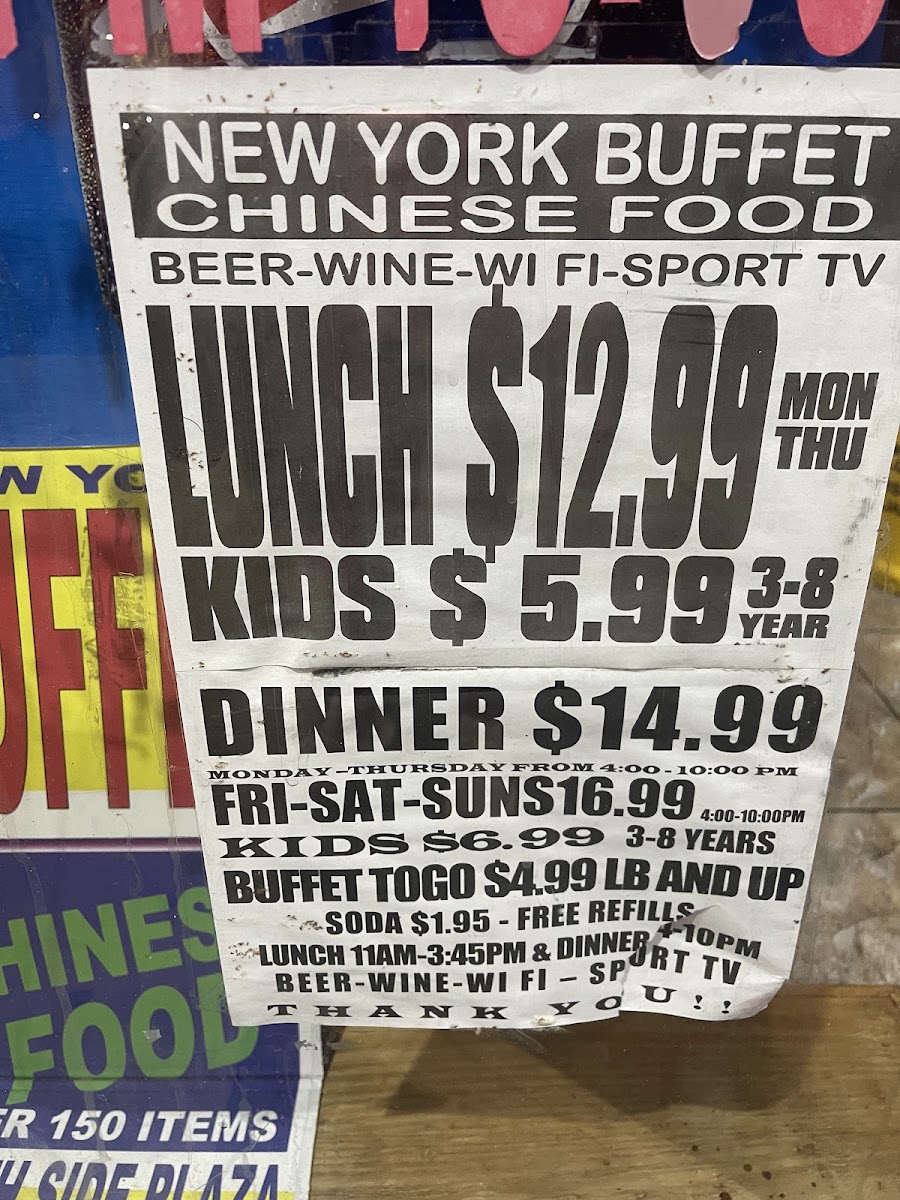 NEW YORK BUFFET
CHINESE FOOD
BEER-WINE-WI FI-SPORT TV
LUNCH $12.99 MON THU
KIDS $ 5.99 3-8 YEAR
DINNER $14.99
MONDAY-THURSDAY FROM 4:00-10:00 PM
FRI-SAT-SUN$16.99 4:00-10:00PM
KIDS $6.99 3-8 YEARS
BUFFET TOGO $4.99 LB AND UP
SODA $1.95 - FREE REFILLS
LUNCH 11AM-3:45PM & DINNER 4-10PM
BEER-WINE-WI FI - SPORT TV
THANK YOU!!
FOOD
150 ITEMS
SIDE PLAZA